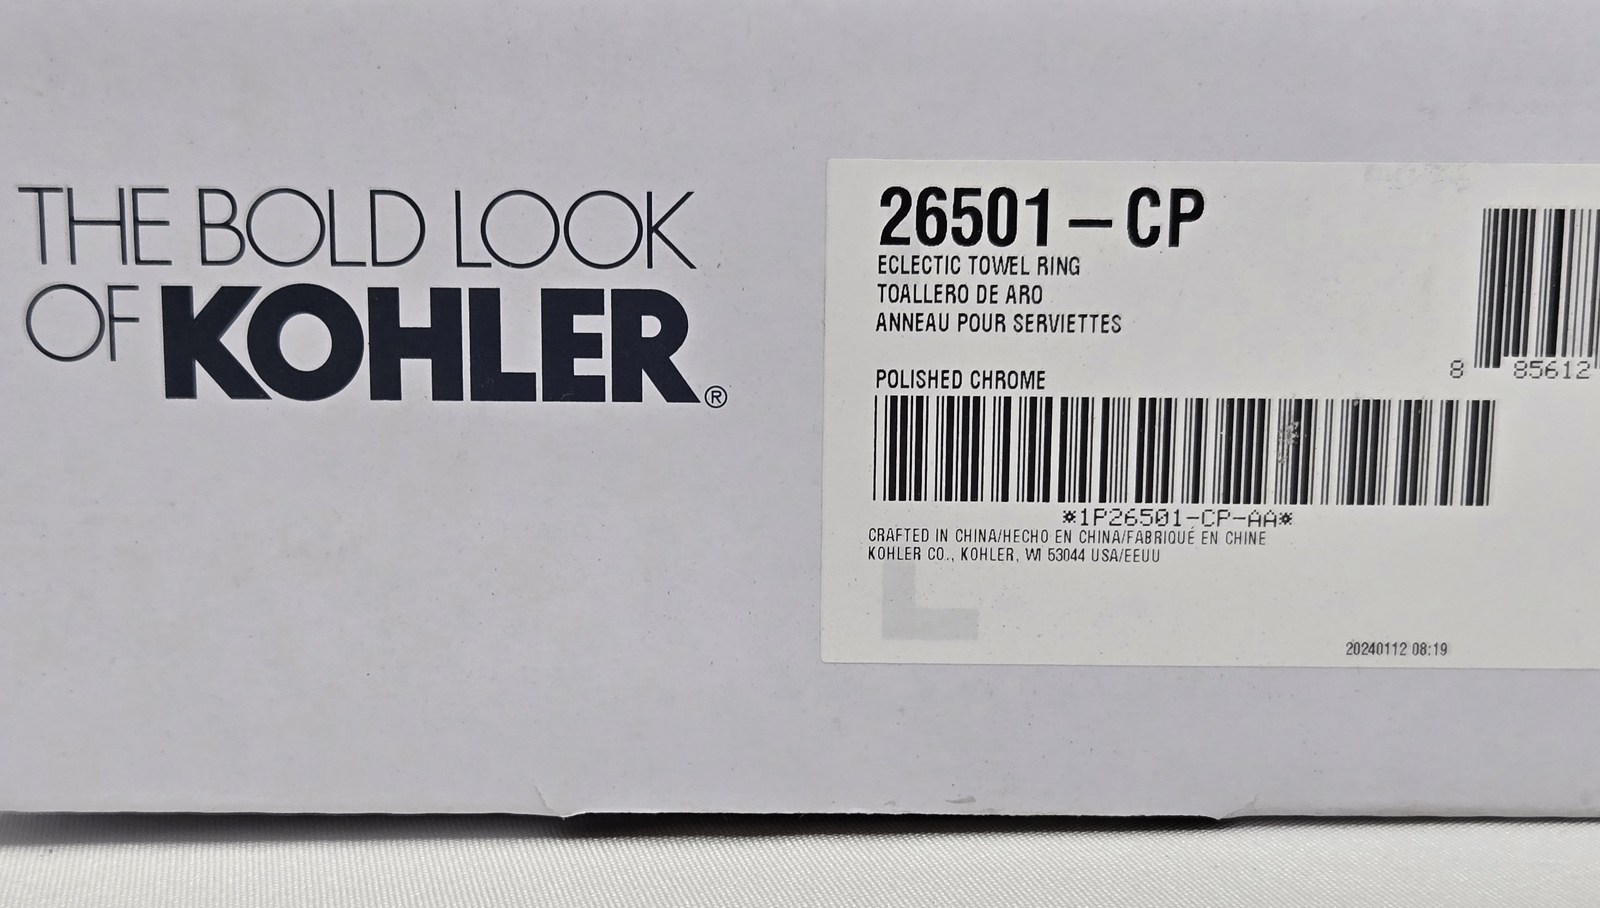 THE BOLD LOOK
OF KOHLER®
26501-CP
ECLECTIC TOWEL RING
TOALLERO DE ARO
ANNEAU POUR SERVIETTES
POLISHED CHROME
8 85612
*1P26501-CP-AA*
CRAFTED IN CHINA/HECHO EN CHINA/FABRIQUÉ EN CHINE
KOHLER CO., KOHLER, WI 53044 USA/EEUU
L
20240112 08:19